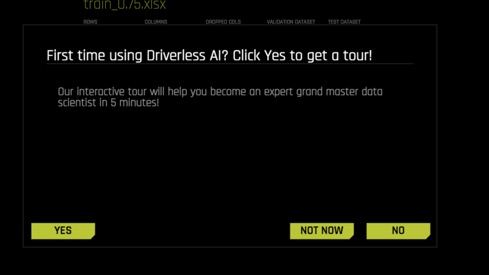 train_0.75.xlsx
ROWS COLUMNS DROPPED COLS VALIDATION DATASET TEST DATASET
First time using Driverless AI? Click Yes to get a tour!
Our interactive tour will help you become an expert grand master data
scientist in 5 minutes!
YES NOT NOW NO